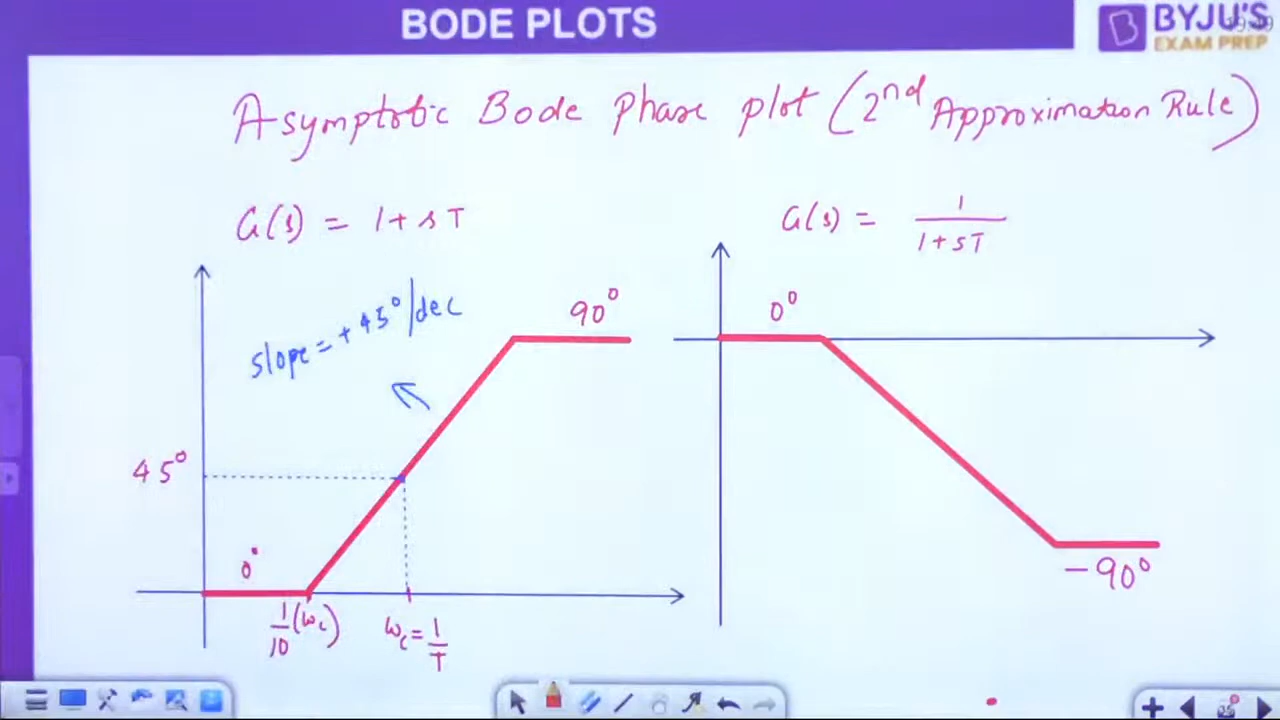 BODE PLOTS
BYJU'S
EXAM PREP
Asymptotic Bode Phase plot (2nd Approximation Rule)
G(s) = 1+sT
G(s) = 1/(1+sT)
slope = +45°/dec
90°
0°
45°
0°
1/10 (ωc)
ωc = 1/T
-90°